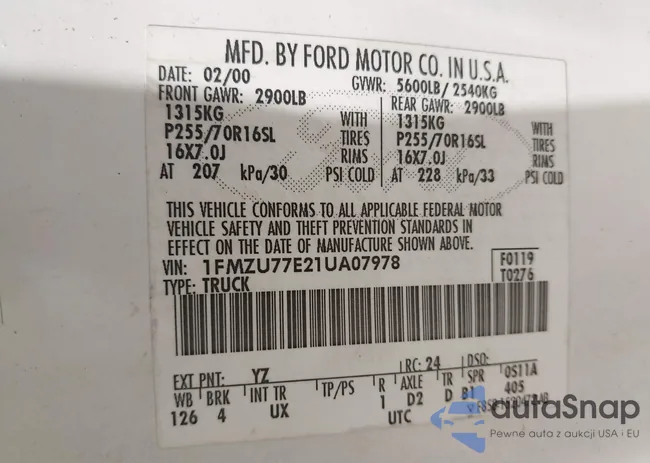 MFD. BY FORD MOTOR CO. IN U.S.A.
DATE: 02/00 GVWR: 5600LB/ 2540KG
FRONT GAWR: 2900LB REAR GAWR: 2900LB
1315KG WITH 1315KG WITH
P255/70R16SL TIRES P255/70R16SL TIRES
16X7.0J RIMS 16X7.0J RIMS
AT 207 kPa/30 PSI COLD AT 228 kPa/33 PSI COLD
THIS VEHICLE CONFORMS TO ALL APPLICABLE FEDERAL MOTOR
VEHICLE SAFETY AND THEFT PREVENTION STANDARDS IN
EFFECT ON THE DATE OF MANUFACTURE SHOWN ABOVE.
VIN: 1FMZU77E21UA07978 F0119
TYPE: TRUCK T0276
EXT PNT: YZ RC: 24 DSO:
WB BRK INT TR TP/PS R AXLE TR SPR 0S11A
126 4 UX 1 D2 D B1 405
UTC
autaSnap
Pewne auta z aukcji USA i EU